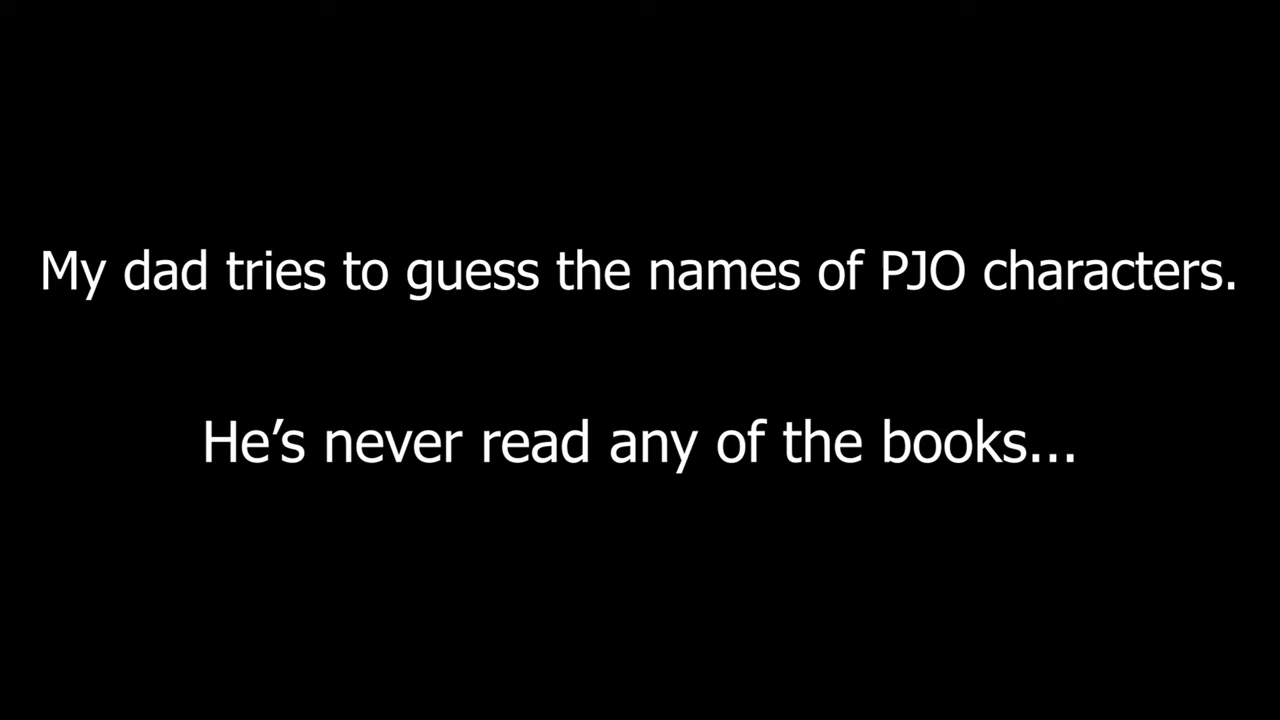 My dad tries to guess the names of PJO characters.
He’s never read any of the books...